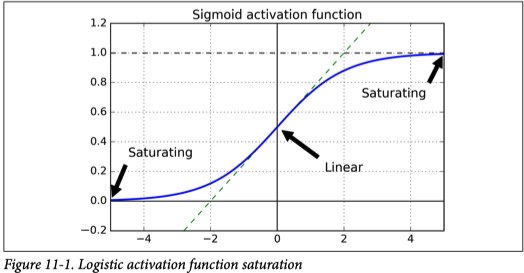 Sigmoid activation function
1.2
1.0
0.8
0.6
0.4
0.2
0.0
−0.2
Saturating
Saturating
Linear
−4
−2
0
2
4
Figure 11-1. Logistic activation function saturation